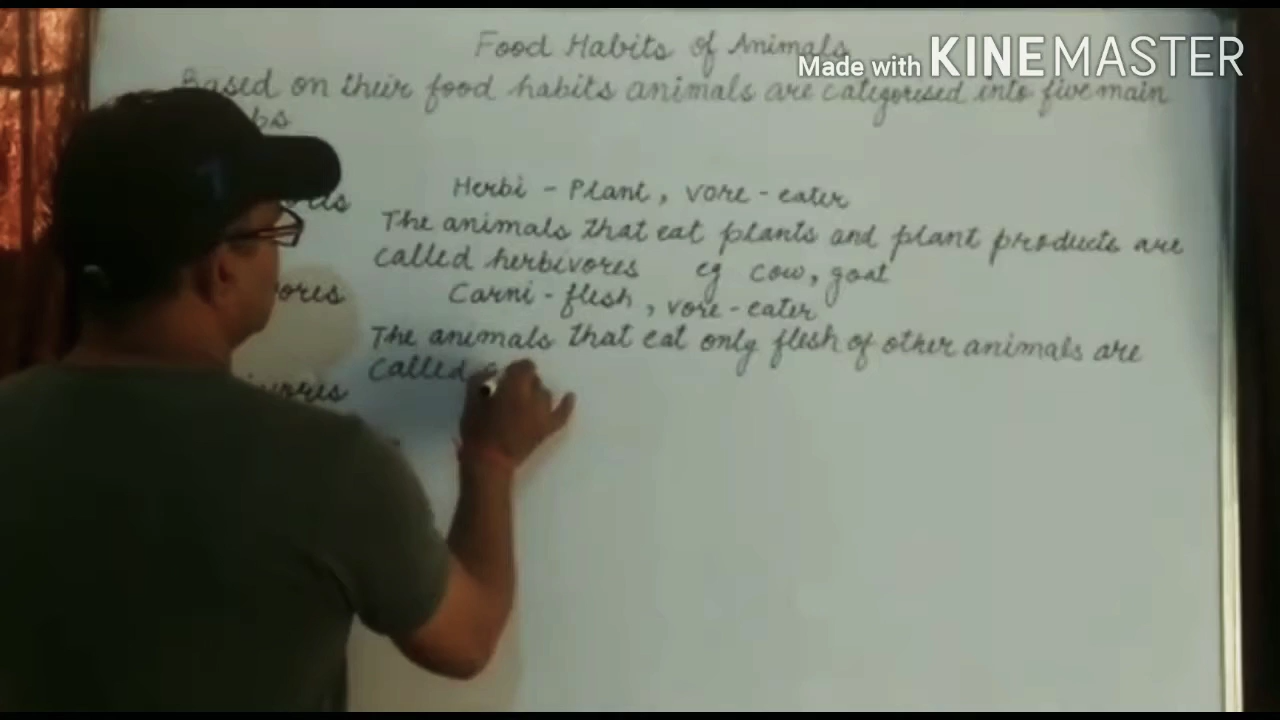 Food Habits of Animals
Made with KINEMASTER
Based on their food habits animals are categorised into five main
Herbi - Plant, vore - eater
The animals that eat plants and plant products are
called herbivores eg cow, goat
Carni - flesh, vore - eater
The animals that eat only flesh of other animals are
called